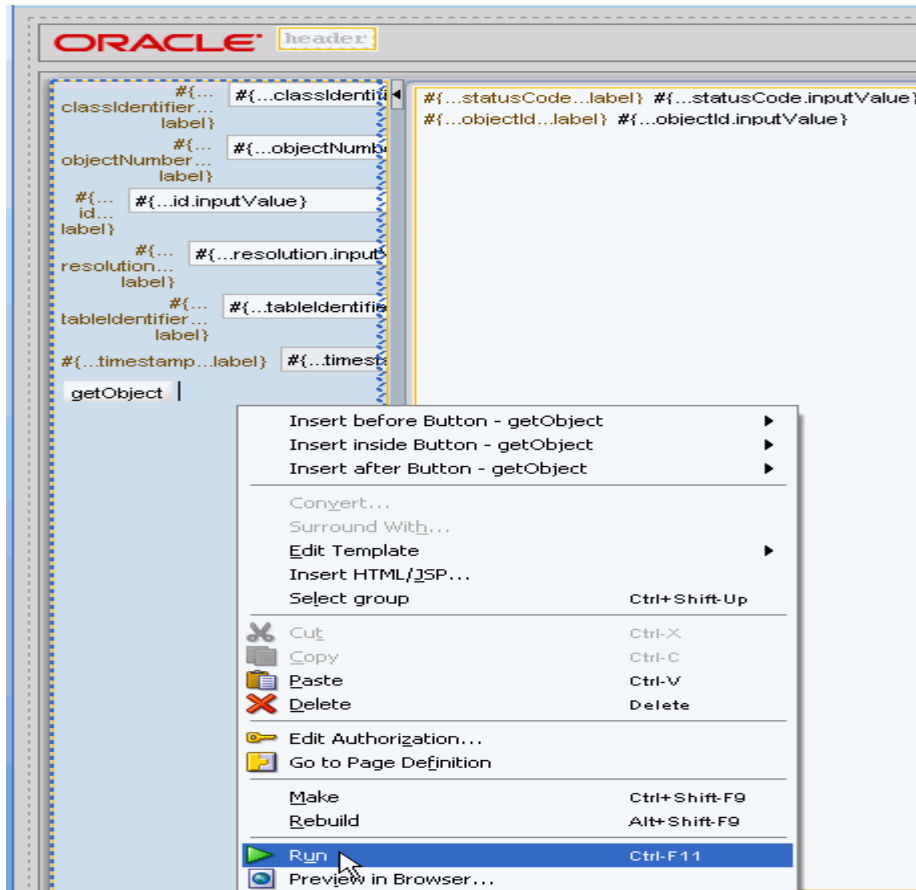 ORACLE header
#{... classIdentifier... label} #{...classIdentifi
#{... objectNumber... label} #{...objectNumb
#{... id... label} #{...id.inputValue}
#{... resolution... label} #{...resolution.input
#{... tableIdentifier... label} #{...tableIdentifie
#{...timestamp...label} #{...timesta
getObject
#{...statusCode...label} #{...statusCode.inputValue}
#{...objectId...label} #{...objectId.inputValue}
Insert before Button - getObject
Insert inside Button - getObject
Insert after Button - getObject
Convert...
Surround With...
Edit Template
Insert HTML/JSP...
Select group Ctrl+Shift-Up
Cut Ctrl-X
Copy Ctrl-C
Paste Ctrl-V
Delete Delete
Edit Authorization...
Go to Page Definition
Make Ctrl+Shift-F9
Rebuild Alt+Shift-F9
Run Ctrl-F11
Preview in Browser...